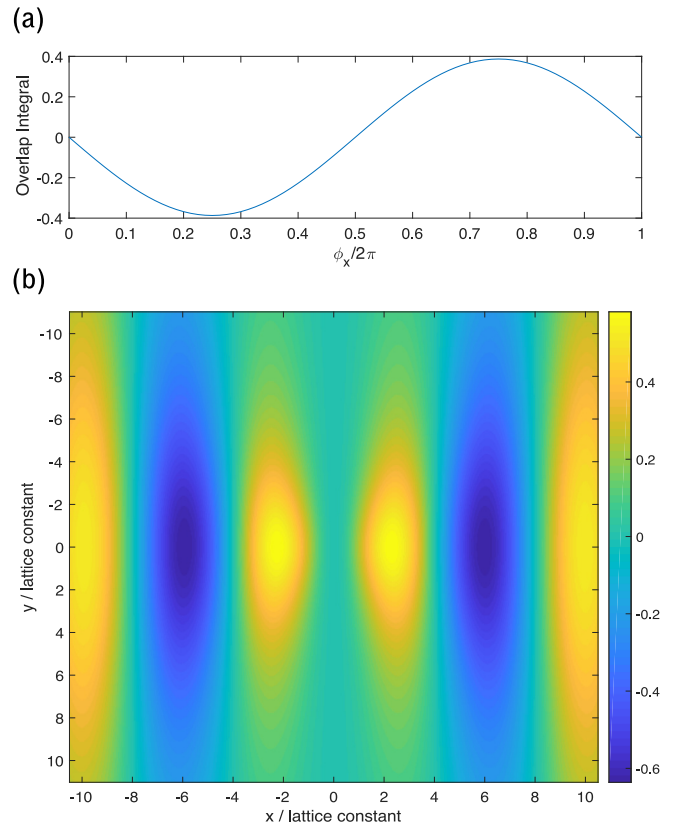 (a)
0.4
0.2
0
-0.2
-0.4
Overlap Integral
0 0.1 0.2 0.3 0.4 0.5 0.6 0.7 0.8 0.9 1
ϕx/2π
(b)
-10
-8
-6
-4
-2
0
2
4
6
8
10
y / lattice constant
-10 -8 -6 -4 -2 0 2 4 6 8 10
x / lattice constant
0.4
0.2
0
-0.2
-0.4
-0.6